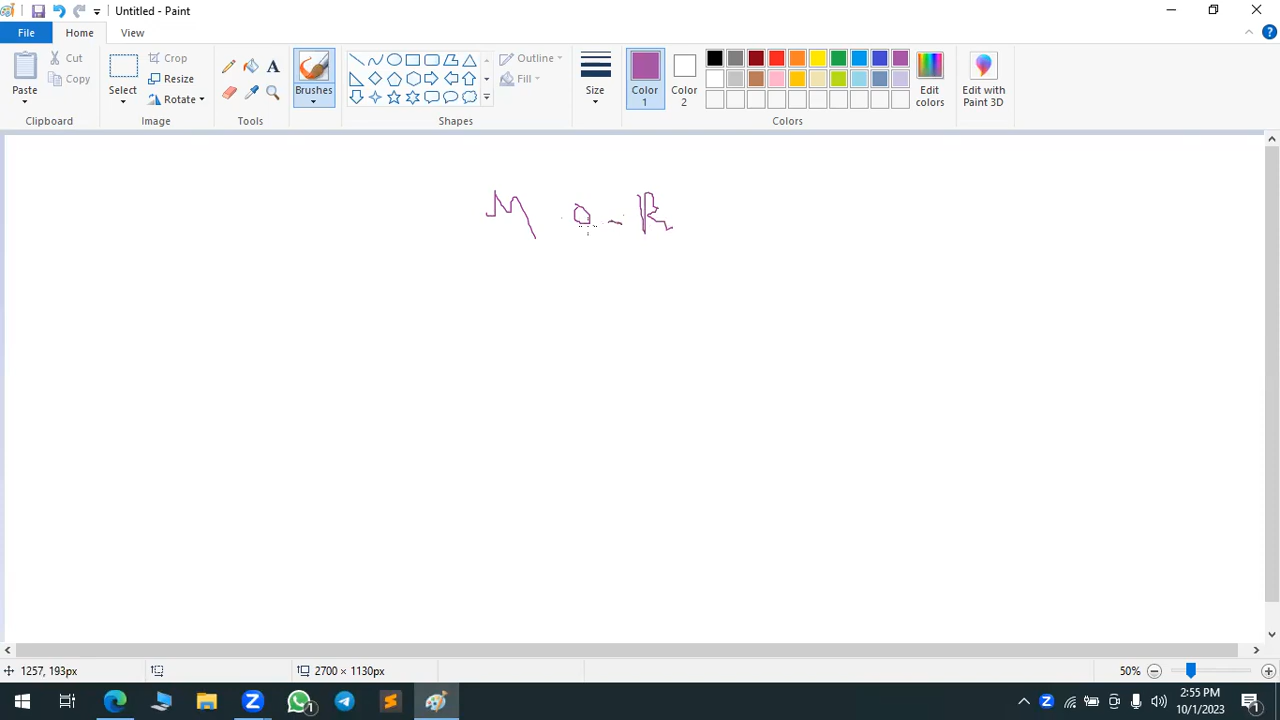 Untitled - Paint
File Home View
Paste
Cut
Copy
Clipboard
Select
Crop
Resize
Rotate
Image
A
Tools
Brushes
Outline
Fill
Shapes
Size
Color 1
Color 2
Edit colors
Colors
Edit with Paint 3D
M o - R
1257, 193px
2700 × 1130px
50%
1
2:55 PM
10/1/2023
1